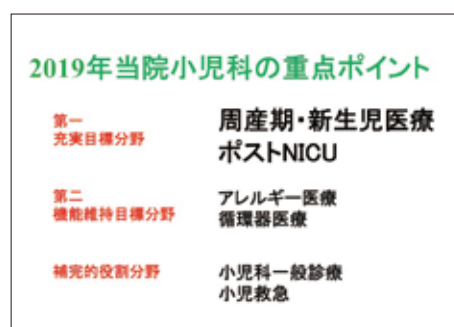 2019年当院小児科の重点ポイント
第一
充実目標分野
周産期・新生児医療
ポストNICU
第二
機能維持目標分野
アレルギー医療
循環器医療
補完的役割分野
小児科一般診療
小児救急